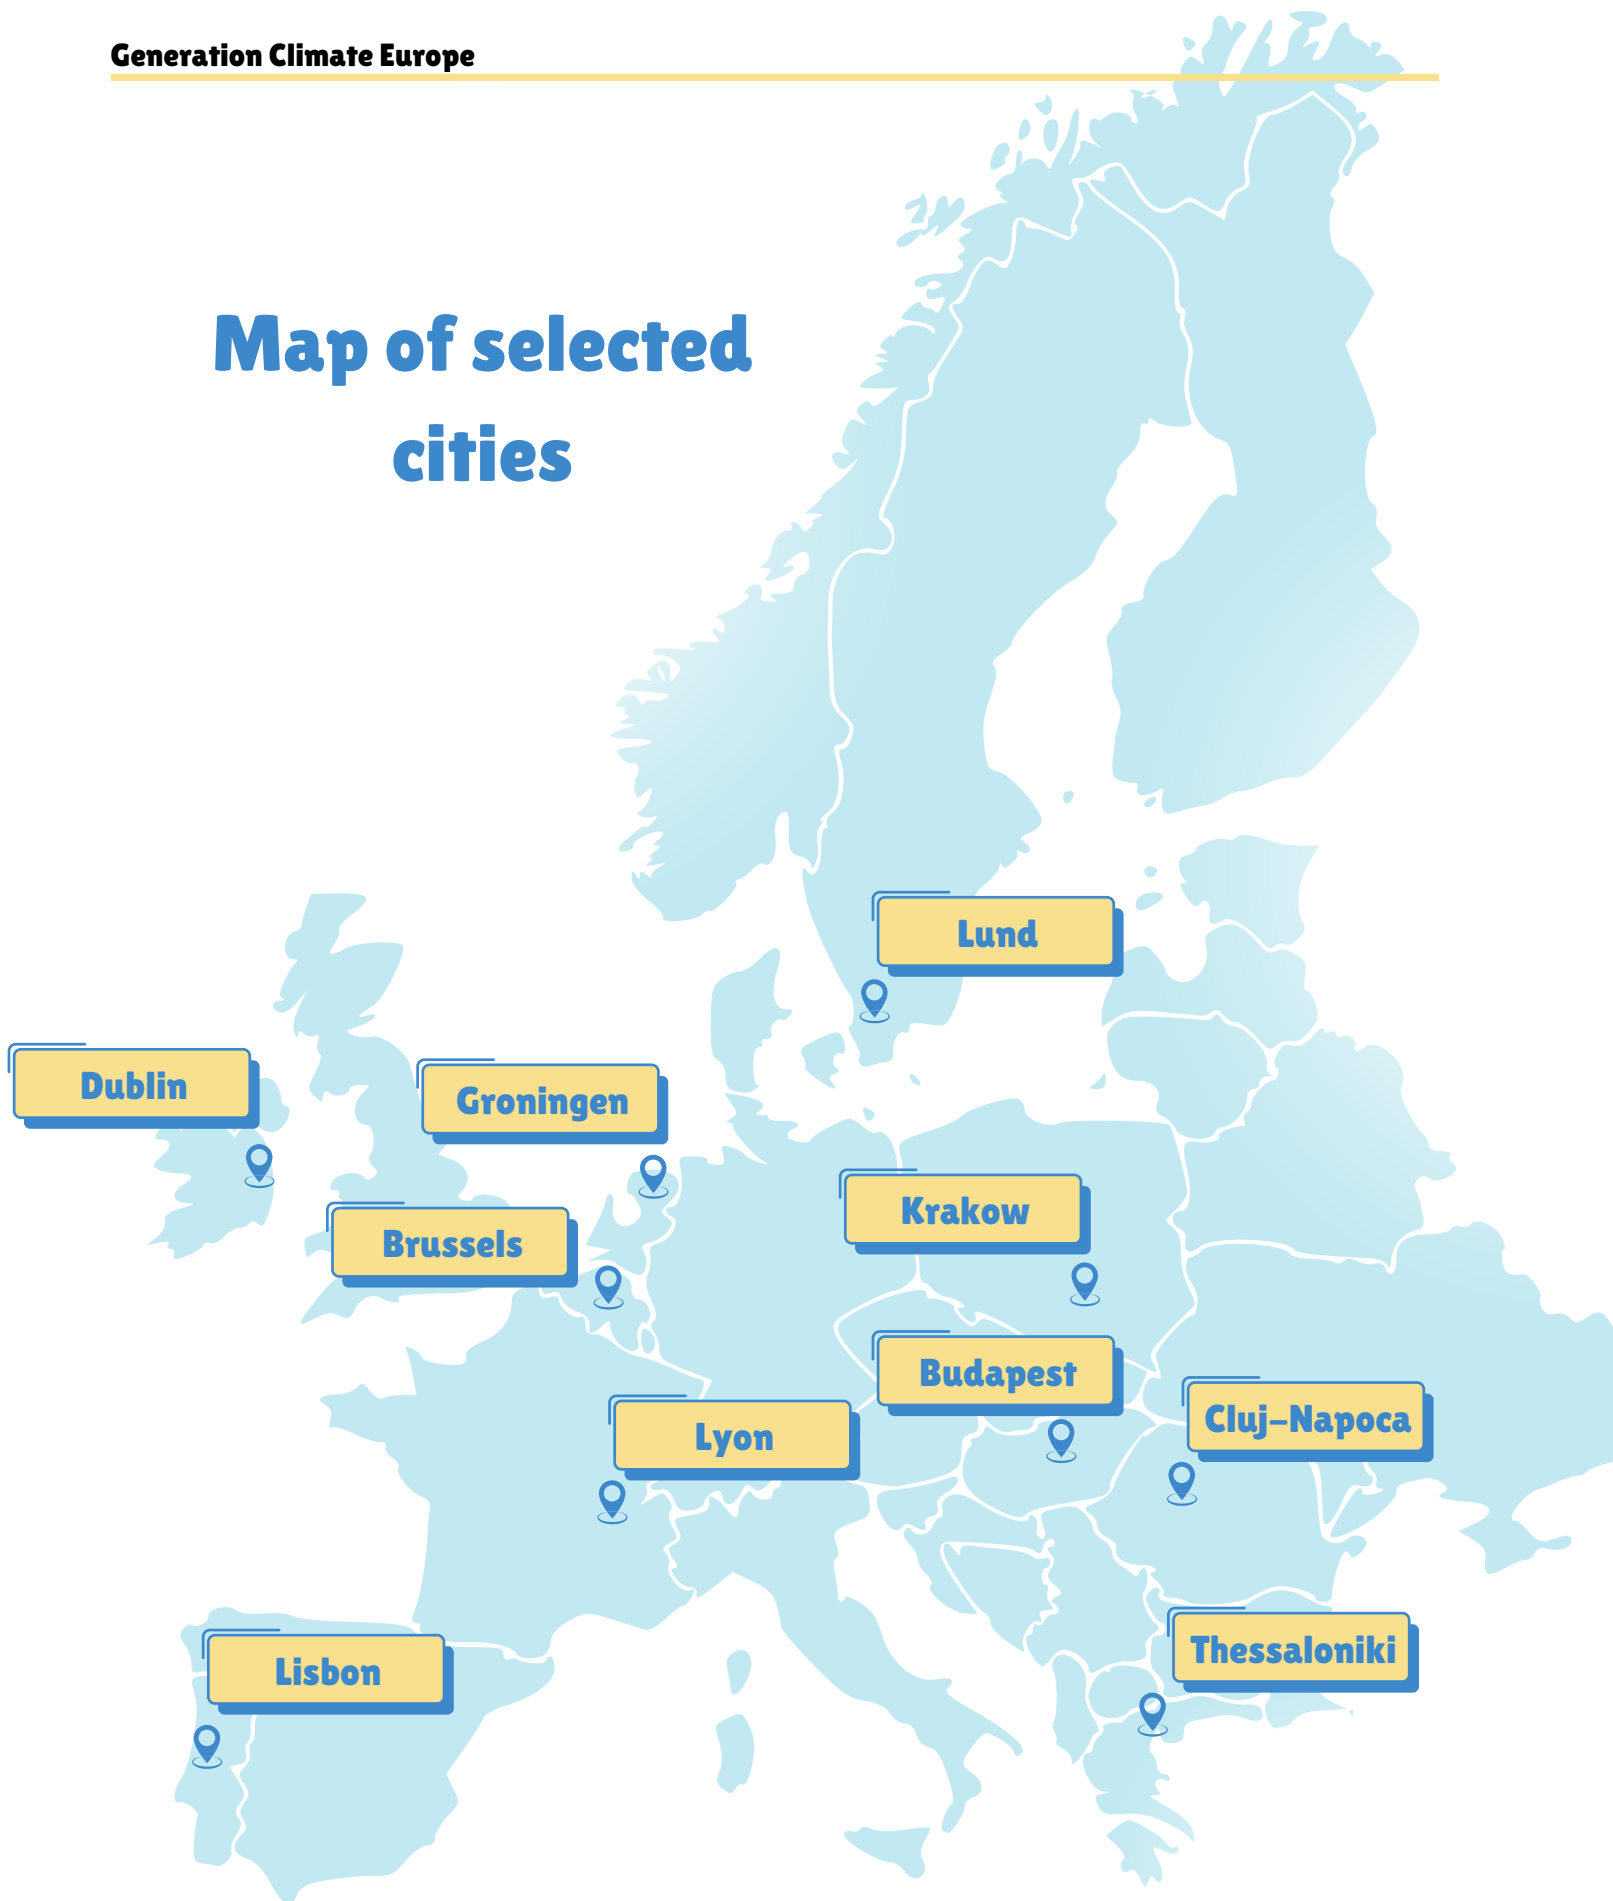 Generation Climate Europe
Map of selected
cities
Lund
Dublin
Groningen
Krakow
Brussels
Budapest
Cluj-Napoca
Lyon
Thessaloniki
Lisbon